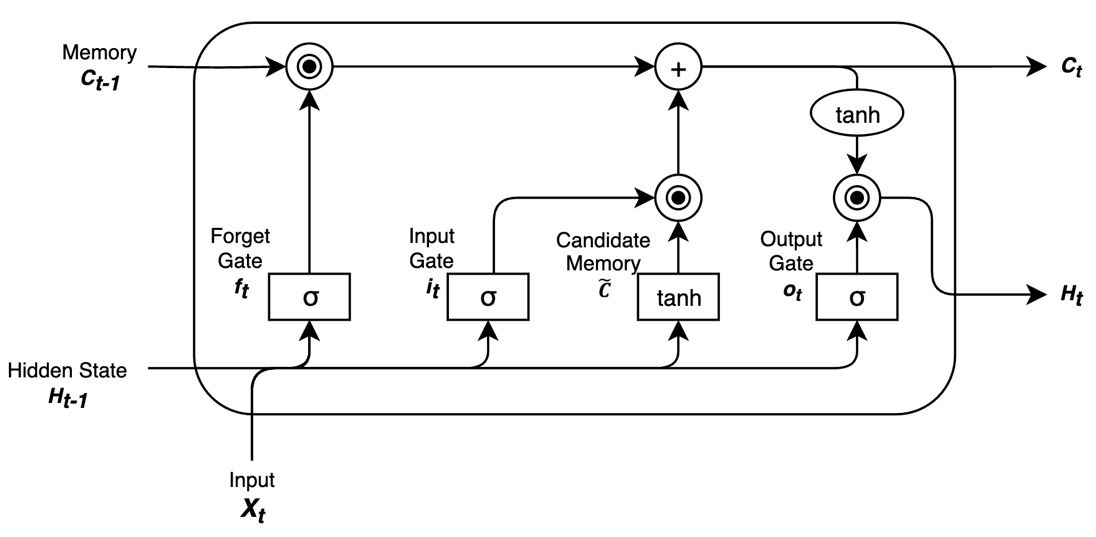 Memory
Ct-1
+
Ct
tanh
Forget
Gate
ft
σ
Input
Gate
it
σ
Candidate
Memory
C̃
tanh
Output
Gate
ot
σ
Ht
Hidden State
Ht-1
Input
Xt